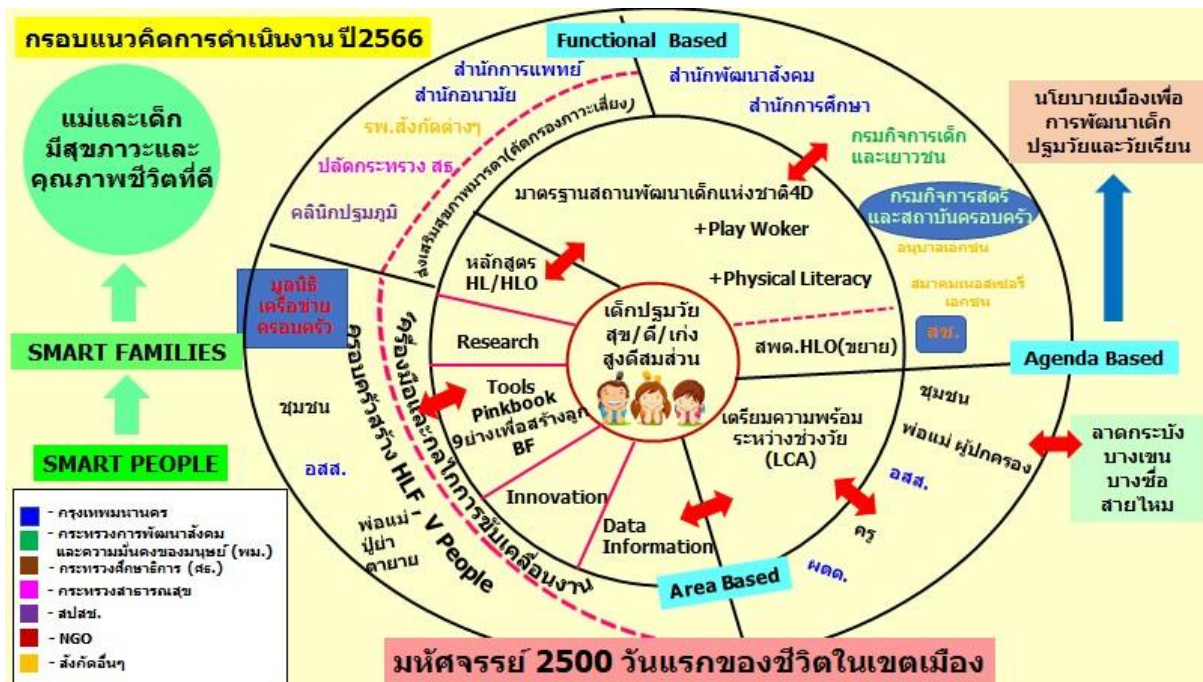 กรอบแนวคิดการดำเนินงาน ปี2566
แม่และเด็ก
มีสุขภาวะและ
คุณภาพชีวิตที่ดี
SMART FAMILIES
SMART PEOPLE
- กรุงเทพมหานคร
- กระทรวงการพัฒนาสังคม
และความมั่นคงของมนุษย์ (พม.)
- กระทรวงศึกษาธิการ (ศธ.)
- กระทรวงสาธารณสุข
- สปสช.
- NGO
- สังกัดอื่นๆ
Functional Based
สำนักการแพทย์
สำนักอนามัย
รพ.สังกัดต่างๆ
ปลัดกระทรวง สธ.
คลินิกปฐมภูมิ
ส่งเสริมสุขภาพมารดา(คัดกรองภาวะเสี่ยง)
สำนักพัฒนาสังคม
สำนักการศึกษา
กรมกิจการเด็ก
และเยาวชน
กรมกิจการสตรี
และสถาบันครอบครัว
อนุบาลเอกชน
สมาคมเนอสเซอรี่
เอกชน
สช.
มาตรฐานสถานพัฒนาเด็กแห่งชาติ4D
+Play Woker
+Physical Literacy
สพด.HLO(ขยาย)
หลักสูตร
HL/HLO
Research
Tools
Pinkbook
9ย่างเพื่อสร้างลูก
BF
Innovation
Data
Information
เด็กปฐมวัย
สุข/ดี/เก่ง
สูงดีสมส่วน
เตรียมความพร้อม
ระหว่างช่วงวัย
(LCA)
มูลนิธิ
เครือข่าย
ครอบครัว
ชุมชน
อสส.
พ่อแม่
ปู่ย่า
ตายาย
ครอบครัวสร้าง HLF, V People
เครื่องมือและกลไกการขับเคลื่อนงาน
Area Based
Agenda Based
ชุมชน
พ่อแม่ ผู้ปกครอง
อสส.
ครู
ผดด.
นโยบายเมืองเพื่อ
การพัฒนาเด็ก
ปฐมวัยและวัยเรียน
ลาดกระบัง
บางเขน
บางซื่อ
สายไหม
มหัศจรรย์ 2500 วันแรกของชีวิตในเขตเมือง